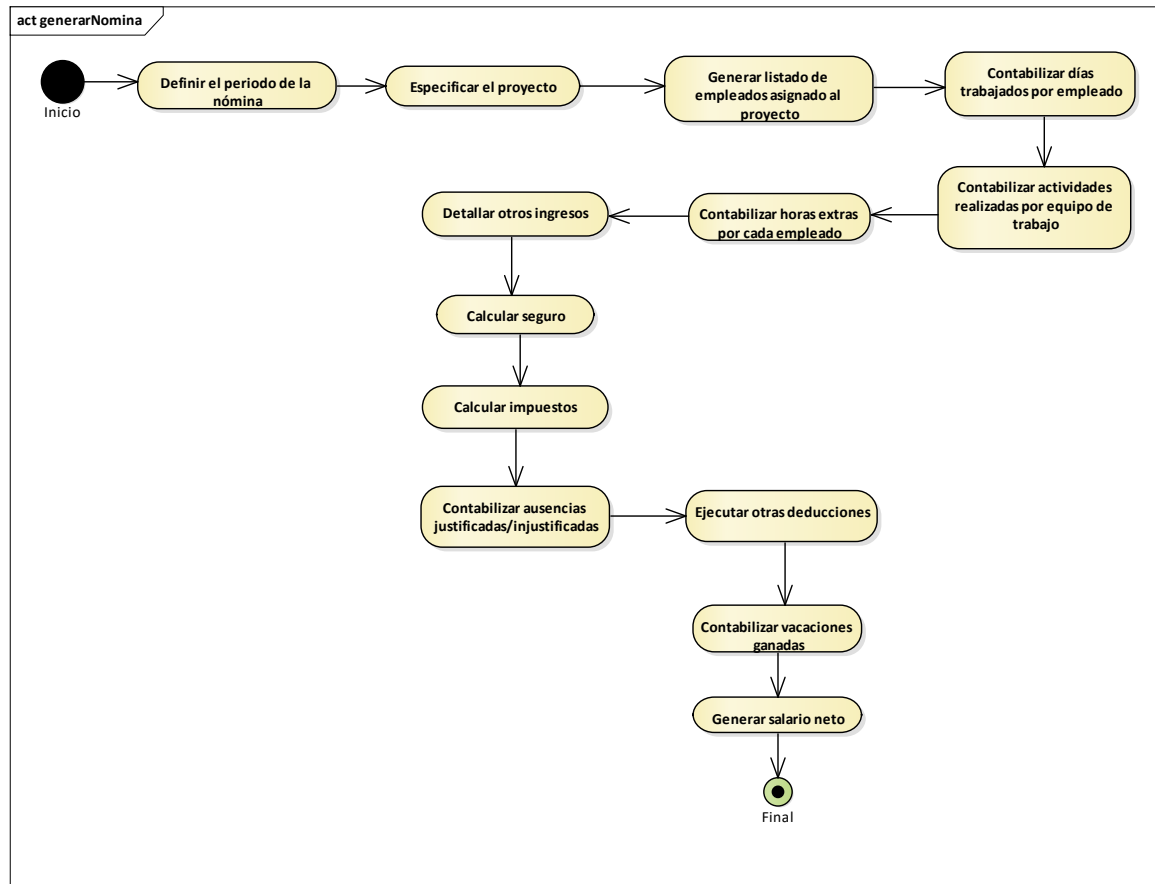 act generarNomina
Inicio
Definir el periodo de la
nómina
Especificar el proyecto
Generar listado de
empleados asignado al
proyecto
Contabilizar días
trabajados por empleado
Contabilizar actividades
realizadas por equipo de
trabajo
Contabilizar horas extras
por cada empleado
Detallar otros ingresos
Calcular seguro
Calcular impuestos
Contabilizar ausencias
justificadas/injustificadas
Ejecutar otras deducciones
Contabilizar vacaciones
ganadas
Generar salario neto
Final